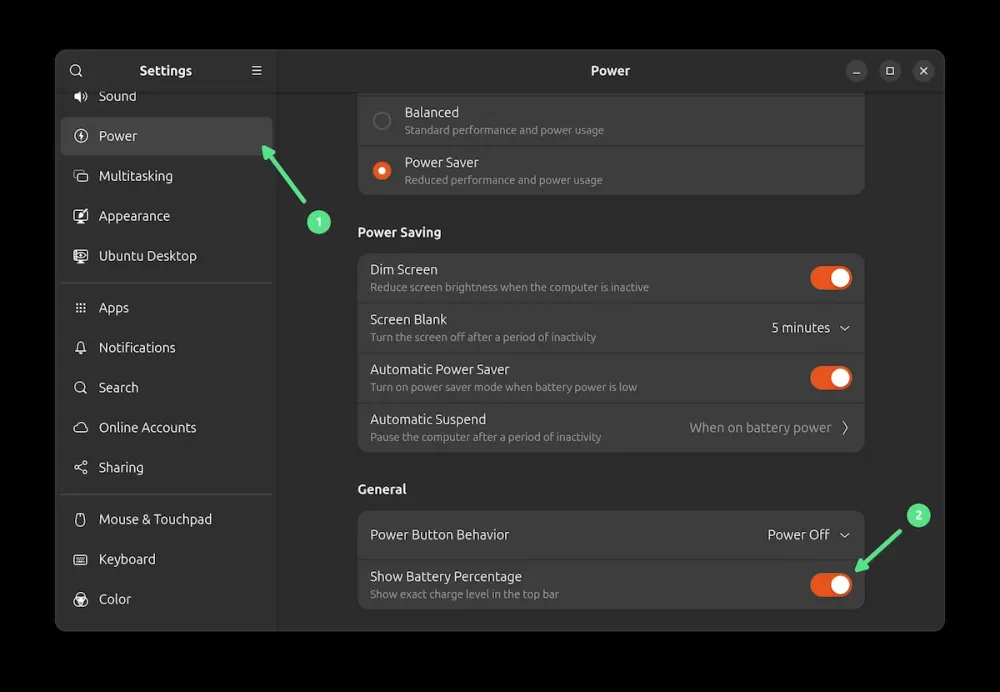 Settings
Power
Sound
Power
Multitasking
Appearance
Ubuntu Desktop
Apps
Notifications
Search
Online Accounts
Sharing
Mouse & Touchpad
Keyboard
Color
1
Balanced
Standard performance and power usage
Power Saver
Reduced performance and power usage
Power Saving
Dim Screen
Reduce screen brightness when the computer is inactive
Screen Blank
Turn the screen off after a period of inactivity
5 minutes
Automatic Power Saver
Turn on power saver mode when battery power is low
Automatic Suspend
Pause the computer after a period of inactivity
When on battery power
General
Power Button Behavior
Power Off
2
Show Battery Percentage
Show exact charge level in the top bar